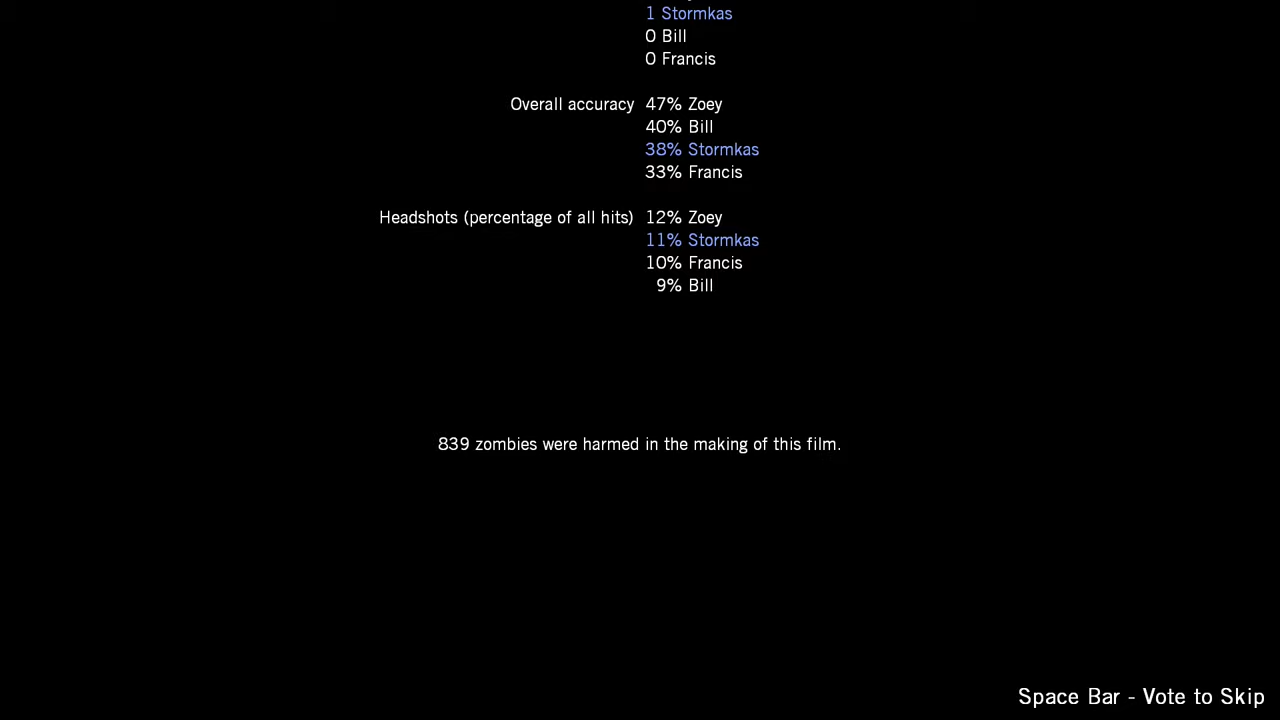 1 Stormkas
0 Bill
0 Francis
Overall accuracy 47% Zoey
40% Bill
38% Stormkas
33% Francis
Headshots (percentage of all hits) 12% Zoey
11% Stormkas
10% Francis
9% Bill
839 zombies were harmed in the making of this film.
Space Bar - Vote to Skip